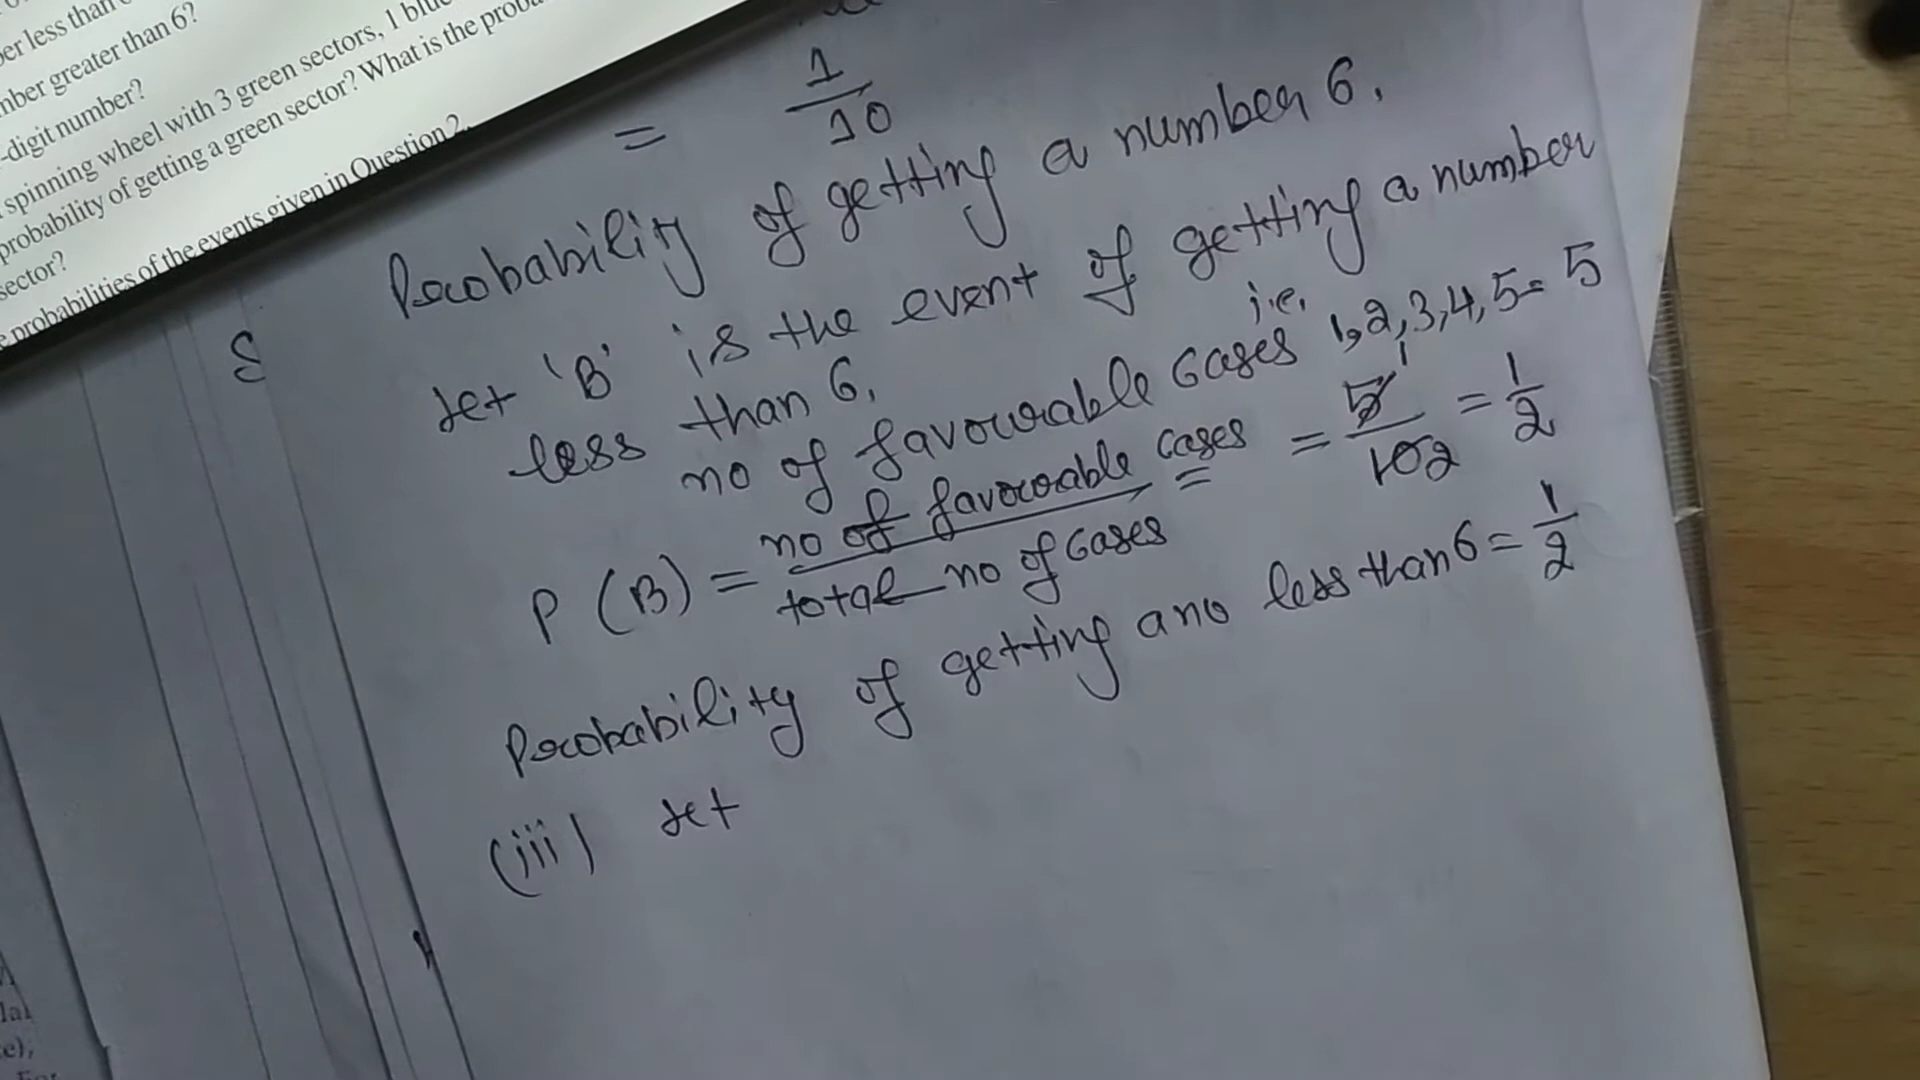 less than
mber greater than 6?
-digit number?
spinning wheel with 3 green sectors, 1
probability of getting a green sector? What is the
sector?
probabilities of the events given in Question 2.
= 1/10
Probability of getting a number 6.
Let 'B' is the event of getting a number
less than 6.
no of favourable cases i.e. 1,2,3,4,5=5
P (B) = no of favourable cases / total no of cases = = 5/10 1 2 = 1/2
Probability of getting a no less than 6 = 1/2
(iii) Let